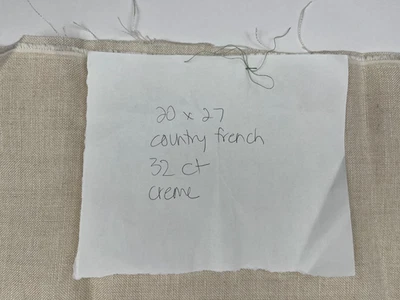 20 x 27
country french
32 ct
creme